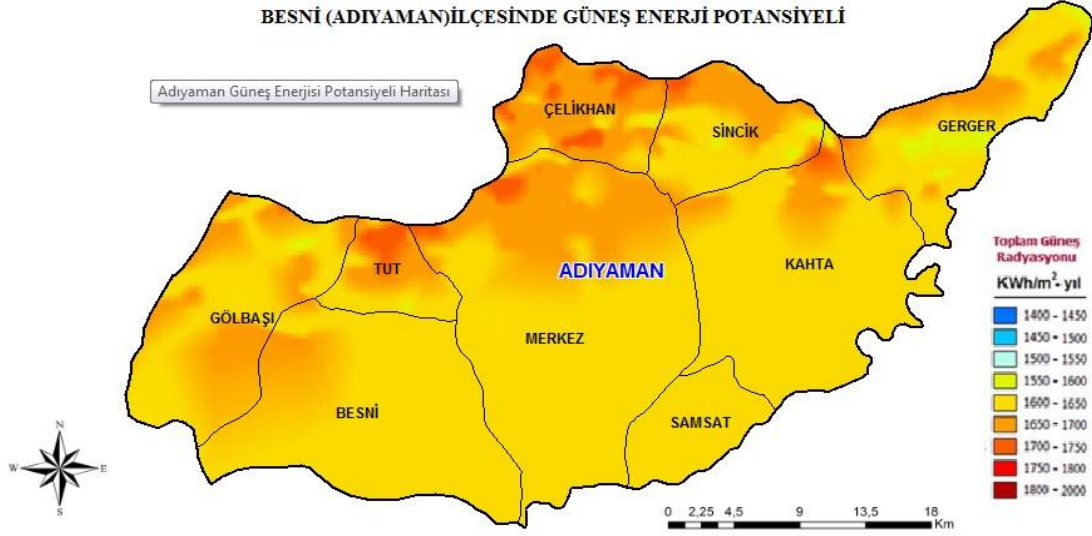 BESNİ (ADIYAMAN)İLÇESİNDE GÜNEŞ ENERJİ POTANSİYELİ
Adıyaman Güneş Enerjisi Potansiyeli Haritası
ÇELİKHAN
SİNCİK
GERGER
TUT
ADIYAMAN
KAHTA
GÖLBAŞI
MERKEZ
BESNİ
SAMSAT
Toplam Güneş
Radyasyonu
KWh/m²- yıl
1400 - 1450
1450 - 1500
1500 - 1550
1550 - 1600
1600 - 1650
1650 - 1700
1700 - 1750
1750 - 1800
1800 - 2000
N
W E
S
0 2,25 4,5 9 13,5 18
Km